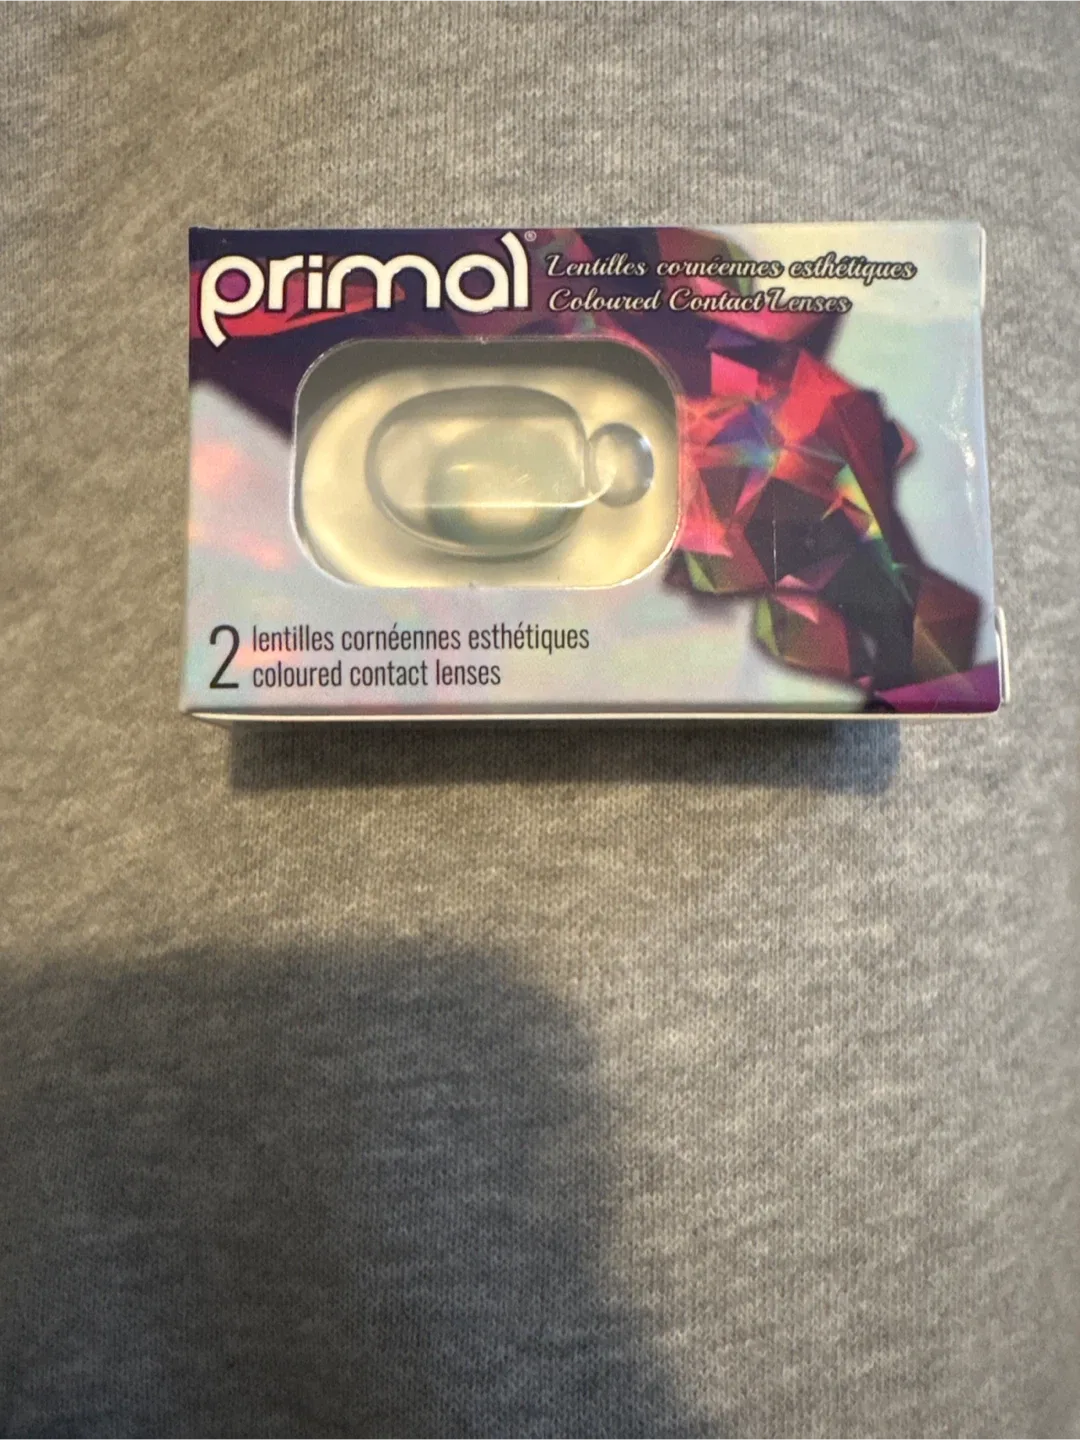 primal®
Lentilles cornéennes esthétiques
Coloured Contact Lenses
2
lentilles cornéennes esthétiques
coloured contact lenses